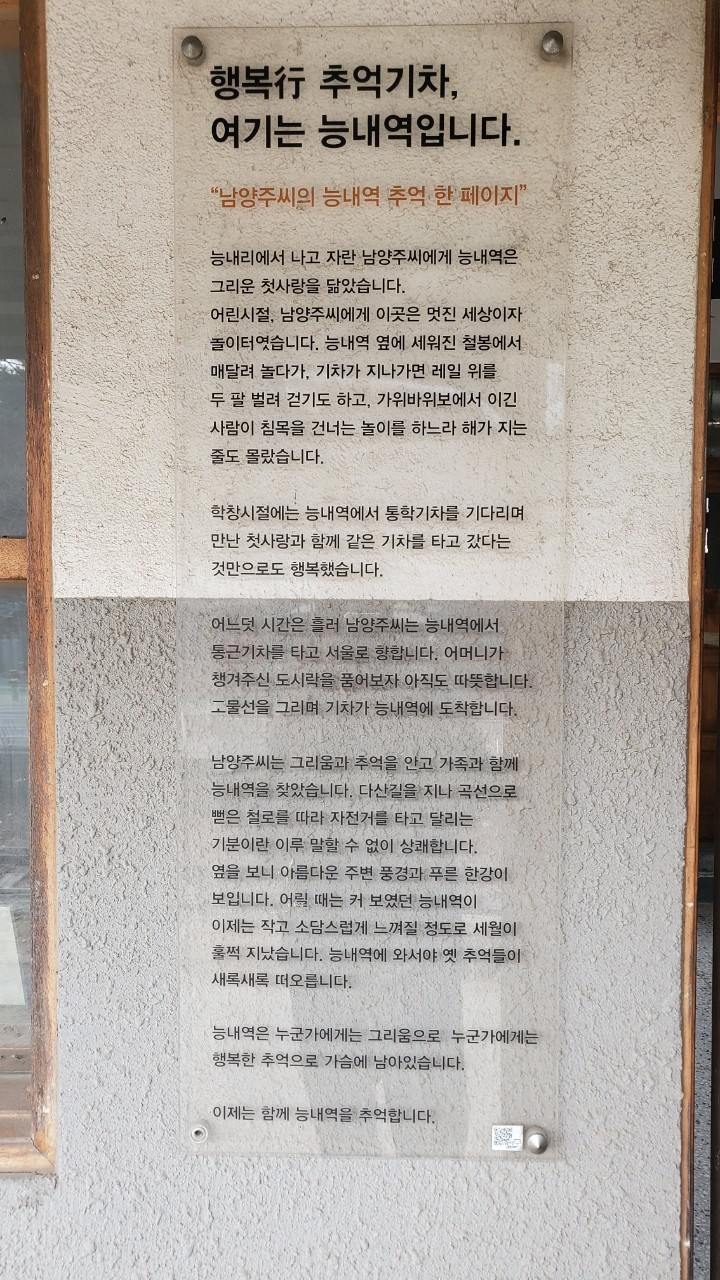 행복行 추억기차,
여기는 능내역입니다.
“남양주씨의 능내역 추억 한 페이지”
능내리에서 나고 자란 남양주씨에게 능내역은
그리운 첫사랑을 닮았습니다.
어린시절, 남양주씨에게 이곳은 멋진 세상이자
놀이터였습니다. 능내역 옆에 세워진 철봉에서
매달려 놀다가, 기차가 지나가면 레일 위를
두 팔 벌려 걷기도 하고, 가위바위보에서 이긴
사람이 침목을 건너는 놀이를 하느라 해가 지는
줄도 몰랐습니다.
학창시절에는 능내역에서 통학기차를 기다리며
만난 첫사랑과 함께 같은 기차를 타고 갔다는
것만으로도 행복했습니다.
어느덧 시간은 흘러 남양주씨는 능내역에서
통근기차를 타고 서울로 향합니다. 어머니가
챙겨주신 도시락을 품어보자 아직도 따뜻합니다.
고물선을 그리며 기차가 능내역에 도착합니다.
남양주씨는 그리움과 추억을 안고 가족과 함께
능내역을 찾았습니다. 다산길을 지나 곡선으로
뻗은 철로를 따라 자전거를 타고 달리는
기분이란 이루 말할 수 없이 상쾌합니다.
옆을 보니 아름다운 주변 풍경과 푸른 한강이
보입니다. 어릴 때는 커 보였던 능내역이
이제는 작고 소담스럽게 느껴질 정도로 세월이
훌쩍 지났습니다. 능내역에 와서야 옛 추억들이
새록새록 떠오릅니다.
능내역은 누군가에게는 그리움으로 누군가에게는
행복한 추억으로 가슴에 남아있습니다.
이제는 함께 능내역을 추억합니다.